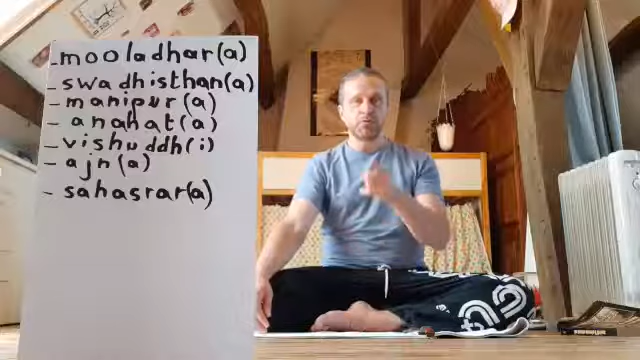 - mooladhar(a)
- swadhisthan(a)
- manipur(a)
- anahat(a)
- vishuddh(i)
- ajn(a)
- sahasrar(a)